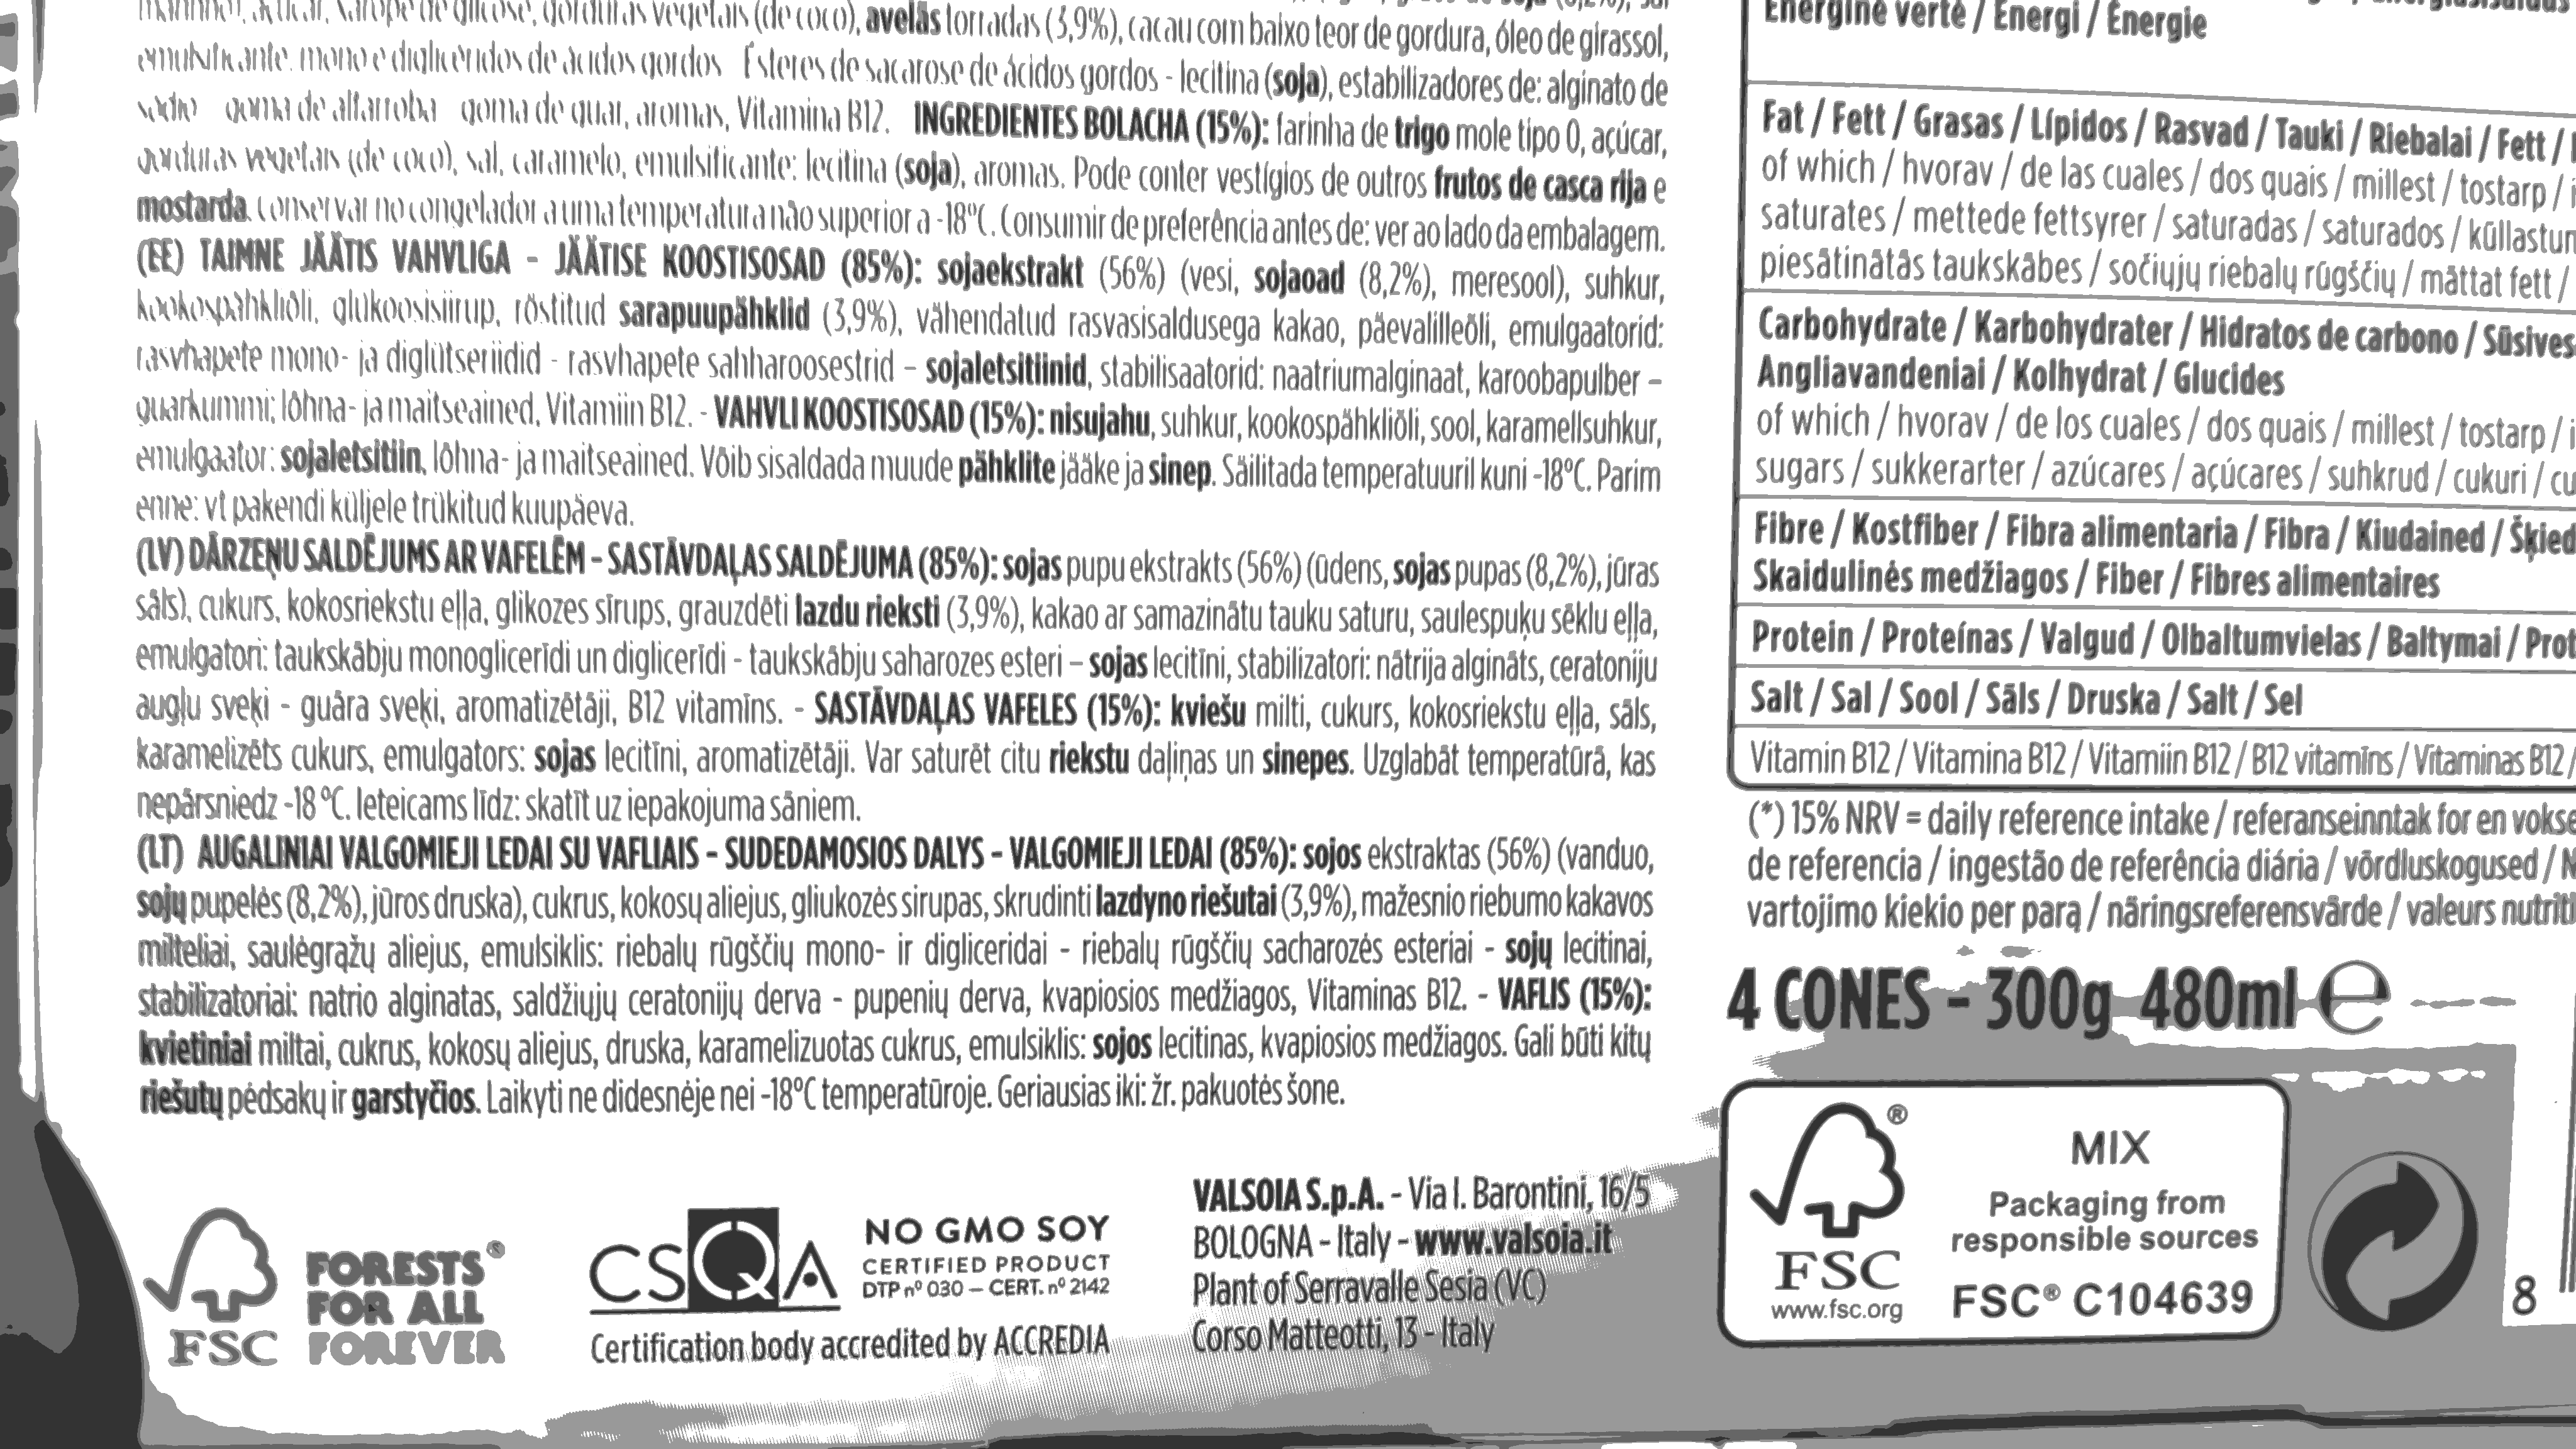 marinho), açúcar, xarope de glicose, gorduras vegetais (de coco), avelãs torradas (3,9%), cacau com baixo teor de gordura, óleo de girassol,
emulsificante: mono e diglicéridos de ácidos gordos - Ésteres de sacarose de ácidos gordos - lecitina (soja), estabilizadores de: alginato de
sódio - goma de alfarroba - goma de guar, aromas, Vitamina B12. INGREDIENTES BOLACHA (15%): farinha de trigo mole tipo 0, açúcar,
gorduras vegetais (de coco), sal, caramelo, emulsificante: lecitina (soja), aromas. Pode conter vestígios de outros frutos de casca rija e
mostarda. Conservar no congelador a uma temperatura não superior a -18°C. Consumir de preferência antes de: ver ao lado da embalagem.
(EE) TAIMNE JÄÄTIS VAHVLIGA - JÄÄTISE KOOSTISOSAD (85%): sojaekstrakt (56%) (vesi, sojaoad (8,2%), meresool), suhkur,
kookospähkliõli, glükoosisiirup, röstitud sarapuupähklid (3,9%), vähendatud rasvasisaldusega kakao, päevalilleõli, emulgaatorid:
rasvhapete mono- ja diglütseriidid - rasvhapete sahharoosestrid – sojaletsitiinid, stabilisaatorid: naatriumalginaat, karoobapulber –
guarkummi; lõhna- ja maitseained, Vitamiin B12. - VAHVLI KOOSTISOSAD (15%): nisujahu, suhkur, kookospähkliõli, sool, karamellsuhkur,
emulgaator: sojaletsitiin, lõhna- ja maitseained. Võib sisaldada muude pähklite jääke ja sinep. Säilitada temperatuuril kuni -18°C. Parim
enne: vt pakendi küljele trükitud kuupäeva.
(LV) DĀRZEŅU SALDĒJUMS AR VAFELĒM - SASTĀVDAĻAS SALDĒJUMA (85%): sojas pupu ekstrakts (56%) (ūdens, sojas pupas (8,2%), jūras
sāls), cukurs, kokosriekstu eļļa, glikozes sīrups, grauzdēti lazdu rieksti (3,9%), kakao ar samazinātu tauku saturu, saulespuķu sēklu eļļa,
emulgatori: taukskābju monoglicerīdi un diglicerīdi - taukskābju saharozes esteri – sojas lecitīni, stabilizatori: nātrija algināts, ceratoniju
augļu sveķi - guāra sveķi, aromatizētāji, B12 vitamīns. - SASTĀVDAĻAS VAFELES (15%): kviešu milti, cukurs, kokosriekstu eļļa, sāls,
karamelizēts cukurs, emulgators: sojas lecitīni, aromatizētāji. Var saturēt citu riekstu daļiņas un sinepes. Uzglabāt temperatūrā, kas
nepārsniedz -18 °C. Ieteicams līdz: skatīt uz iepakojuma sāniem.
(LT) AUGALINIAI VALGOMIEJI LEDAI SU VAFLIAIS - SUDEDAMOSIOS DALYS - VALGOMIEJI LEDAI (85%): sojos ekstraktas (56%) (vanduo,
sojų pupelės (8,2%), jūros druska), cukrus, kokosų aliejus, gliukozės sirupas, skrudinti lazdyno riešutai (3,9%), mažesnio riebumo kakavos
milteliai, saulėgrąžų aliejus, emulsiklis: riebalų rūgščių mono- ir digliceridai - riebalų rūgščių sacharozės esteriai - sojų lecitinai,
stabilizatoriai: natrio alginatas, saldžiųjų ceratonijų derva - pupenių derva, kvapiosios medžiagos, Vitaminas B12. - VAFLIS (15%):
kvietiniai miltai, cukrus, kokosų aliejus, druska, karamelizuotas cukrus, emulsiklis: sojos lecitinas, kvapiosios medžiagos. Gali būti kitų
riešutų pėdsakų ir garstyčios. Laikyti ne didesnėje nei -18°C temperatūroje. Geriausias iki: žr. pakuotės šone.
FSC
FORESTS
FOR ALL
FOREVER
CSQA
NO GMO SOY
CERTIFIED PRODUCT
DTP nº 030 – CERT. nº 2142
Certification body accredited by ACCREDIA
VALSOIA S.p.A. - Via I. Barontini, 16/5
BOLOGNA - Italy - www.valsoia.it
Plant of Serravalle Sesia (VC)
Corso Matteotti, 13 - Italy
Energinė vertė / Energi / Énergie
Fat / Fett / Grasas / Lípidos / Rasvad / Tauki / Riebalai / Fett /
of which / hvorav / de las cuales / dos quais / millest / tostarp /
saturates / mettede fettsyrer / saturadas / saturados /
piesātinātās taukskābes / sočiųjų riebalų rūgščių / mättat fett /
Carbohydrate / Karbohydrater / Hidratos de carbono /
Angliavandeniai / Kolhydrat / Glucides
of which / hvorav / de los cuales / dos quais / millest / tostarp /
sugars / sukkerarter / azúcares / açúcares / suhkrud / cukuri /
Fibre / Kostfiber / Fibra alimentaria / Fibra / Kiudained /
Skaidulinės medžiagos / Fiber / Fibres alimentaires
Protein / Proteínas / Valgud / Olbaltumvielas / Baltymai /
Salt / Sal / Sool / Sāls / Druska / Salt / Sel
Vitamin B12 / Vitamina B12 / Vitamiin B12 / B12 vitamīns / Vitaminas B12 /
(*) 15% NRV = daily reference intake / referanseinntak for en
de referencia / ingestão de referência diária / võrdluskogused /
vartojimo kiekio per parą / näringsreferensvärde / valeurs
4 CONES - 300g 480ml ℮
FSC
www.fsc.org
MIX
Packaging from
responsible sources
FSC® C104639
8